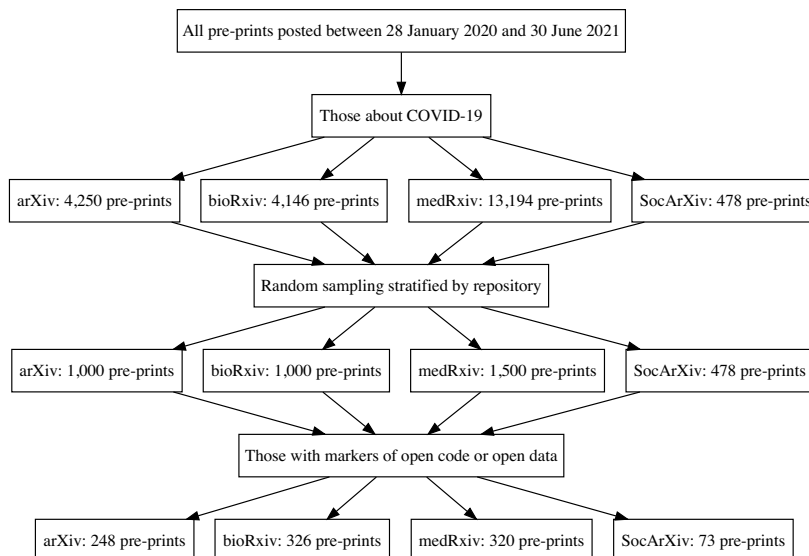 All pre-prints posted between 28 January 2020 and 30 June 2021
Those about COVID-19
arXiv: 4,250 pre-prints
bioRxiv: 4,146 pre-prints
medRxiv: 13,194 pre-prints
SocArXiv: 478 pre-prints
Random sampling stratified by repository
arXiv: 1,000 pre-prints
bioRxiv: 1,000 pre-prints
medRxiv: 1,500 pre-prints
SocArXiv: 478 pre-prints
Those with markers of open code or open data
arXiv: 248 pre-prints
bioRxiv: 326 pre-prints
medRxiv: 320 pre-prints
SocArXiv: 73 pre-prints